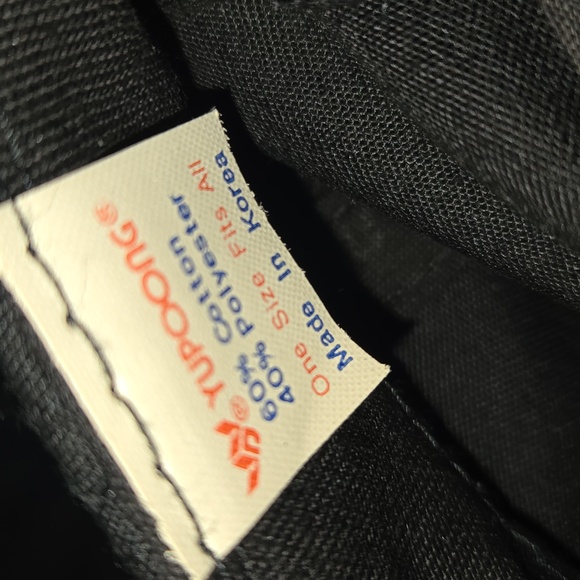 ® YUPOONG®
60% Cotton
40% Polyester
One Size Fits All
Made In Korea